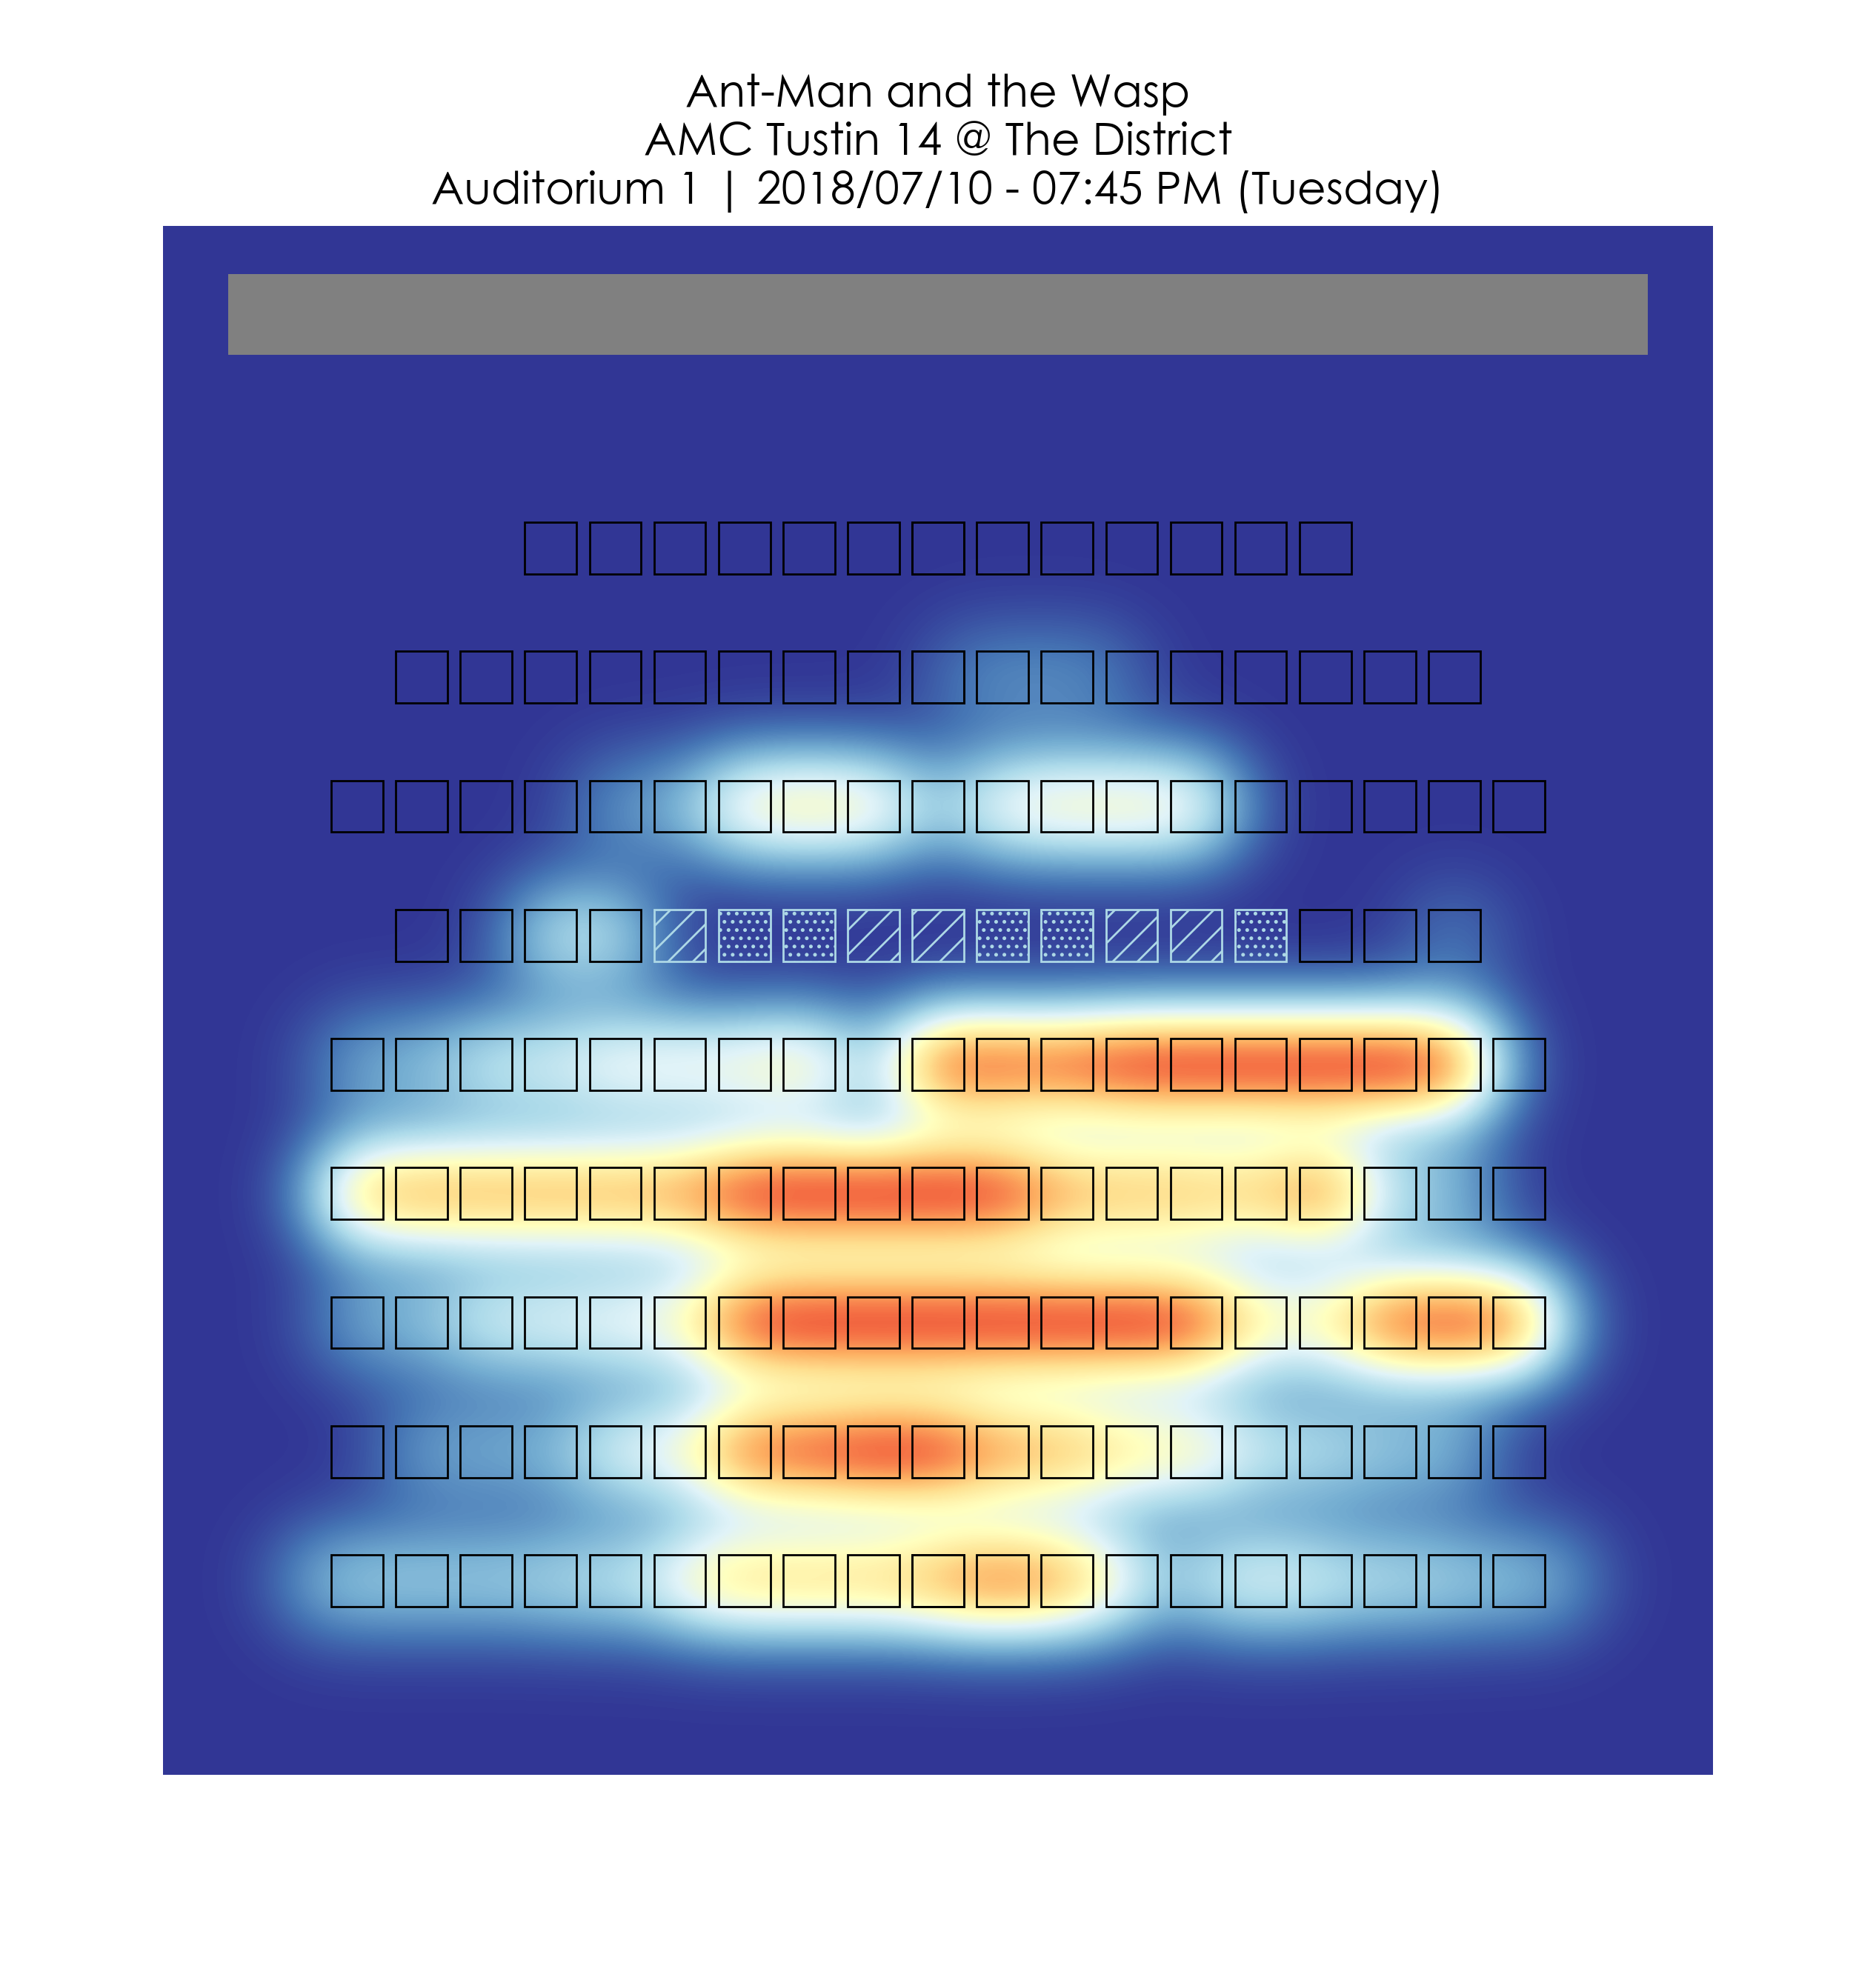 Ant-Man and the Wasp
AMC Tustin 14 @ The District
Auditorium 1 | 2018/07/10 - 07:45 PM (Tuesday)